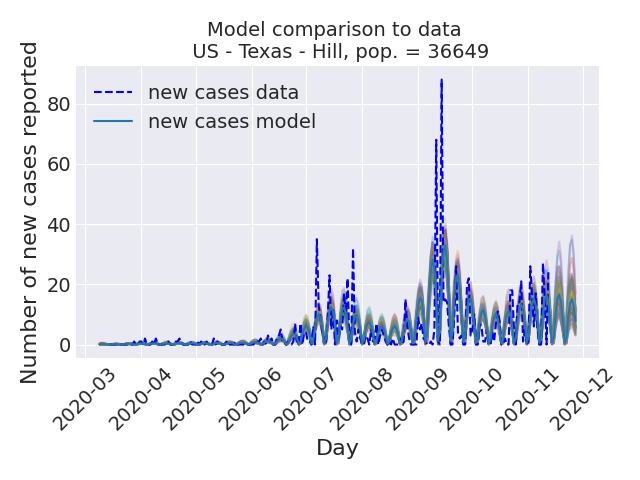 Model comparison to data
US - Texas - Hill, pop. = 36649
Number of new cases reported
80
60
40
20
0
new cases data
new cases model
2020-03
2020-04
2020-05
2020-06
2020-07
2020-08
2020-09
2020-10
2020-11
2020-12
Day